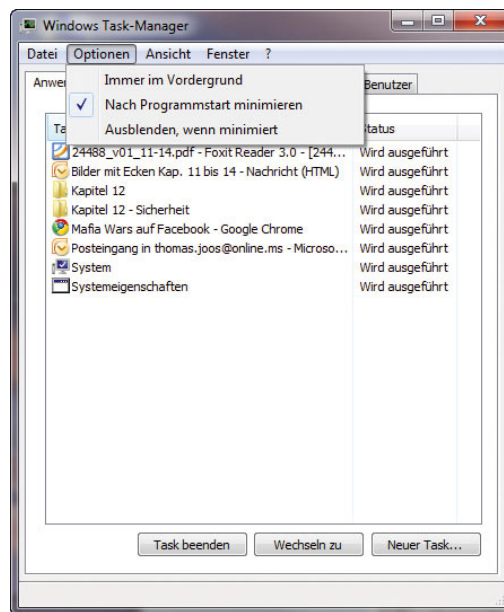 Windows Task-Manager
Datei Optionen Ansicht Fenster ?
Immer im Vordergrund
Nach Programmstart minimieren
Ausblenden, wenn minimiert
Benutzer
Status
24488_v01_11-14.pdf - Foxit Reader 3.0 - [244... Wird ausgeführt
Bilder mit Ecken Kap. 11 bis 14 - Nachricht (HTML) Wird ausgeführt
Kapitel 12 Wird ausgeführt
Kapitel 12 - Sicherheit Wird ausgeführt
Mafia Wars auf Facebook - Google Chrome Wird ausgeführt
Posteingang in thomas.joos@online.ms - Microso... Wird ausgeführt
System Wird ausgeführt
Systemeigenschaften Wird ausgeführt
Task beenden Wechseln zu Neuer Task...